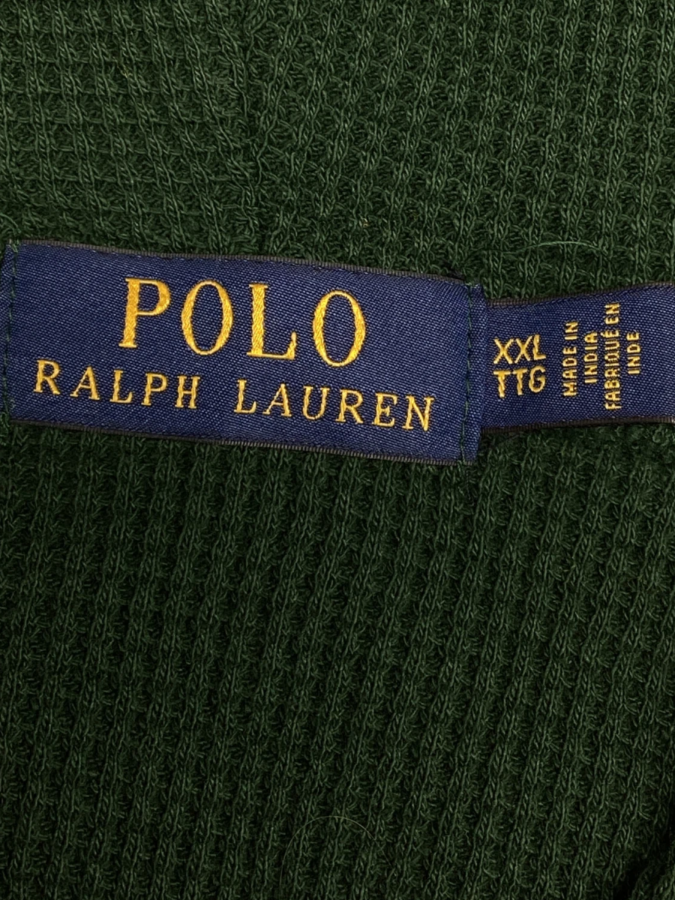 POLO
RALPH LAUREN
XXL
TTG
MADE IN
INDIA
FABRIQUÉ EN
INDE